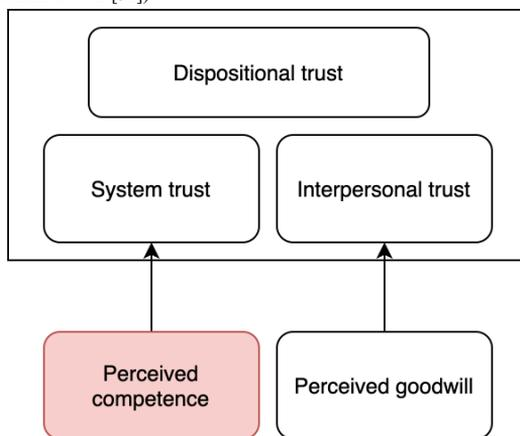 Dispositional trust
System trust
Interpersonal trust
Perceived
competence
Perceived goodwill